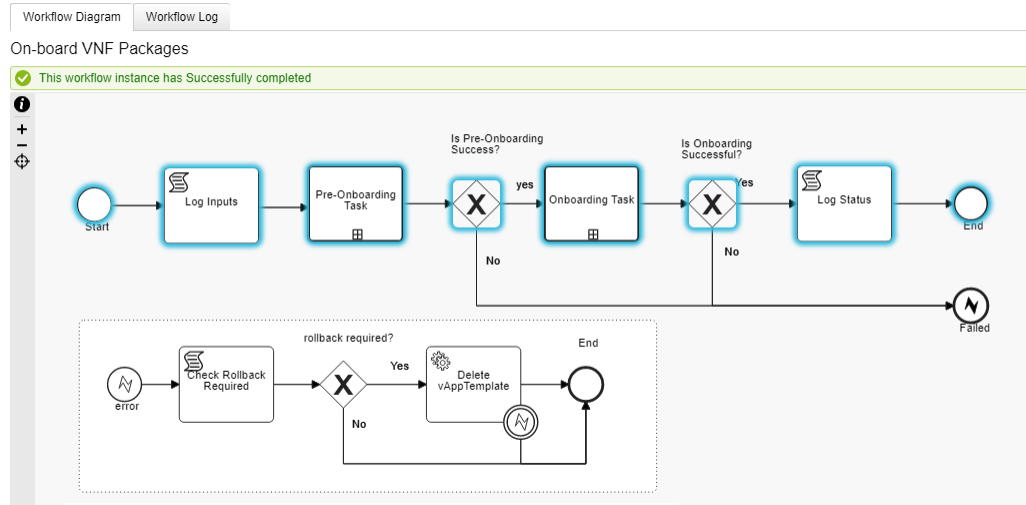 Workflow Diagram
Workflow Log
On-board VNF Packages
This workflow instance has Successfully completed
Is Pre-Onboarding
Success?
Is Onboarding
Successful?
Start
Log Inputs
Pre-Onboarding
Task
X
yes
Onboarding Task
X
Yes
Log Status
End
No
No
Failed
rollback required?
End
error
Check Rollback
Required
X
Yes
Delete
vAppTemplate
No